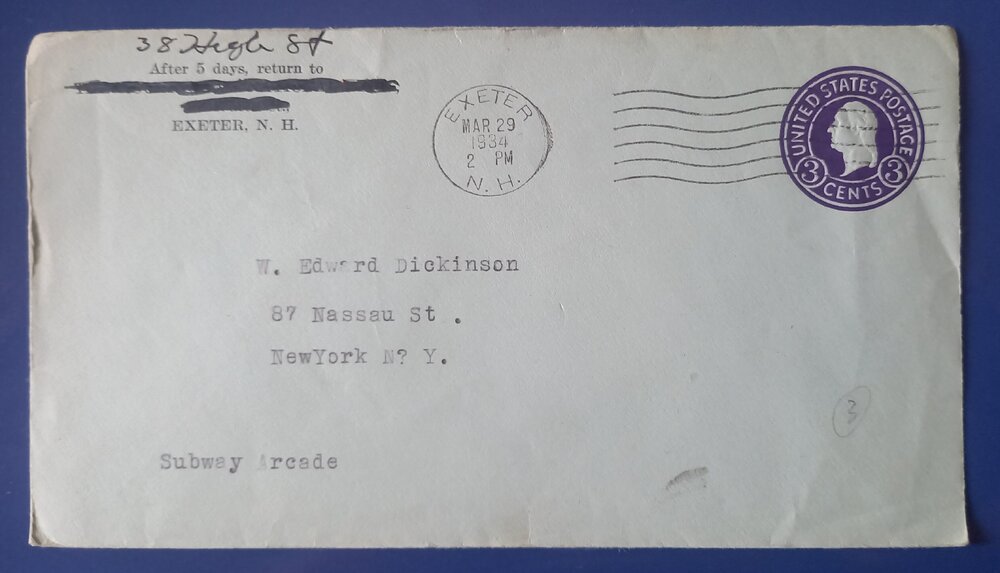 38 High St
After 5 days, return to
EXETER, N. H.
EXETER
MAR 29
1934
2 PM
N. H.
UNITED STATES POSTAGE
3 CENTS 3
W. Edward Dickinson
87 Nassau St .
NewYork N? Y.
3
Subway Arcade